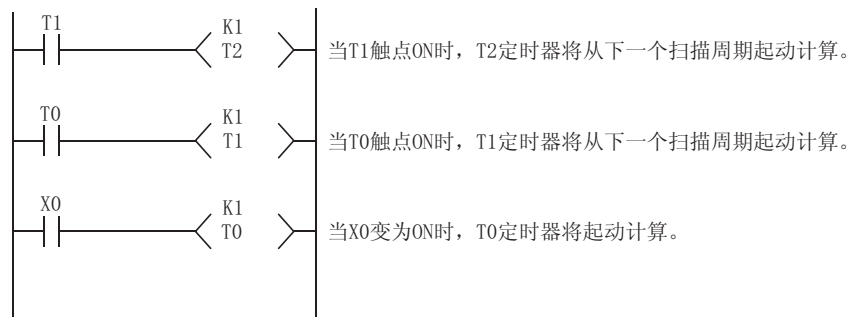 T1
K1
T2
当T1触点ON时，T2定时器将从下一个扫描周期起动计算。
T0
K1
T1
当T0触点ON时，T1定时器将从下一个扫描周期起动计算。
X0
K1
T0
当X0变为ON时，T0定时器将起动计算。